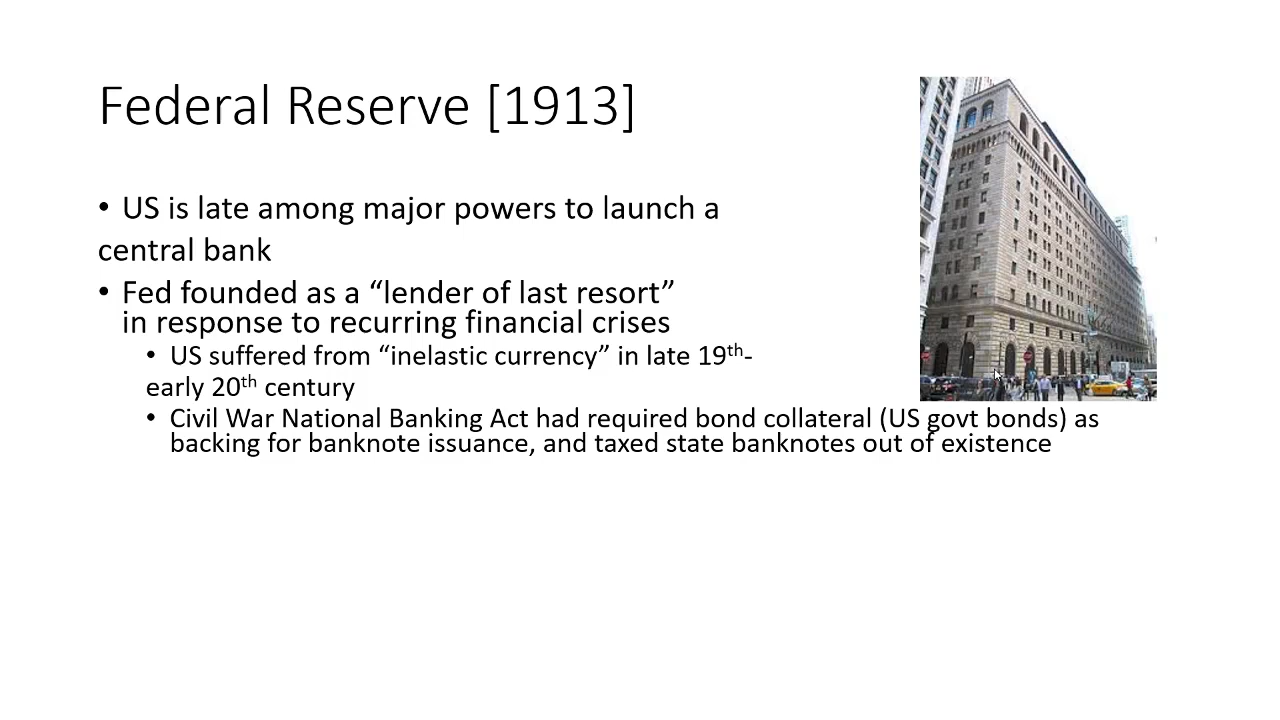 Federal Reserve [1913]
• US is late among major powers to launch a
central bank
• Fed founded as a “lender of last resort”
in response to recurring financial crises
• US suffered from “inelastic currency” in late 19th-
early 20th century
• Civil War National Banking Act had required bond collateral (US govt bonds) as
backing for banknote issuance, and taxed state banknotes out of existence